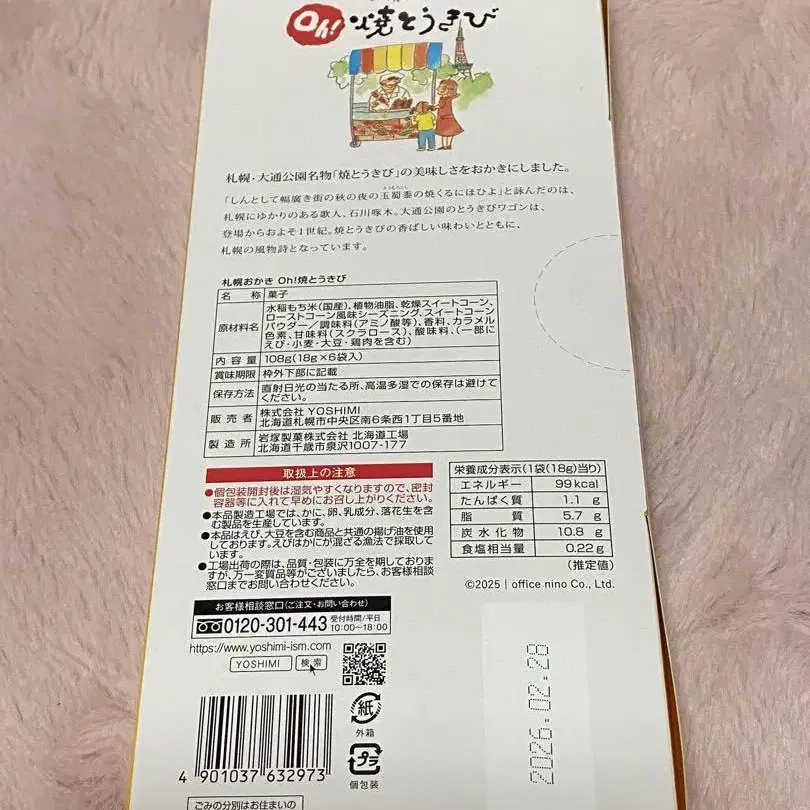 Oh! 焼とうきび
札幌・大通公園名物「焼とうきび」の美味しさをおかきにしました。
とうもろこし
「しんとして幅廣き街の秋の夜の玉蜀黍の焼くるにほひよ」と詠んだのは、
札幌にゆかりのある歌人、石川啄木。大通公園のとうきびワゴンは、
登場からおよそ1世紀。焼とうきびの香ばしい味わいとともに、
札幌の風物詩となっています。
札幌おかき Oh!焼とうきび
名 称 菓子
原材料名 水稲もち米(国産)、植物油脂、乾燥スイートコーン、
ローストコーン風味シーズニング、スイートコーン
パウダー/調味料(アミノ酸等)、香料、カラメル
色素、甘味料(スクラロース)、酸味料、(一部に
えび・小麦・大豆・鶏肉を含む)
内 容 量 108g(18g×6袋入)
賞味期限 枠外下部に記載
保存方法 直射日光の当たる所、高温多湿での保存は避けて
ください。
販 売 者 株式会社 YOSHIMI
北海道札幌市中央区南6条西1丁目5番地
製 造 所 岩塚製菓株式会社 北海道工場
北海道千歳市泉沢1007-177
取扱上の注意
●個包装開封後は湿気やすくなりますので、密封
容器等に入れて早めにお召し上がりください。
●本品製造工場では、かに、卵、乳成分、落花生を含
む製品を生産しています。
●本品はえび、大豆を含む商品と共通の揚げ油を使用
しております。えびはかにが混ざる漁法で採取して
います。
●工場出荷の際は、品質・包装に万全を期しておりま
すが、万一変質品等がございましたら、お客様相談
窓口までお問い合わせください。
栄養成分表示(1袋(18g)当り)
エネルギー 99kcal
たんぱく質 1.1 g
脂 質 5.7 g
炭水化物 10.8 g
食塩相当量 0.22g
(推定値)
©2025 | office nino Co., Ltd.
お客様相談窓口(ご注文・お問い合わせ)
0120-301-443 受付時間/平日
10:00~18:00
https://www.yoshimi-ism.com
YOSHIMI 検索
紙
外箱
プラ
個包装
4 901037 632973
2026.02.28
ごみの分別はお住まいの